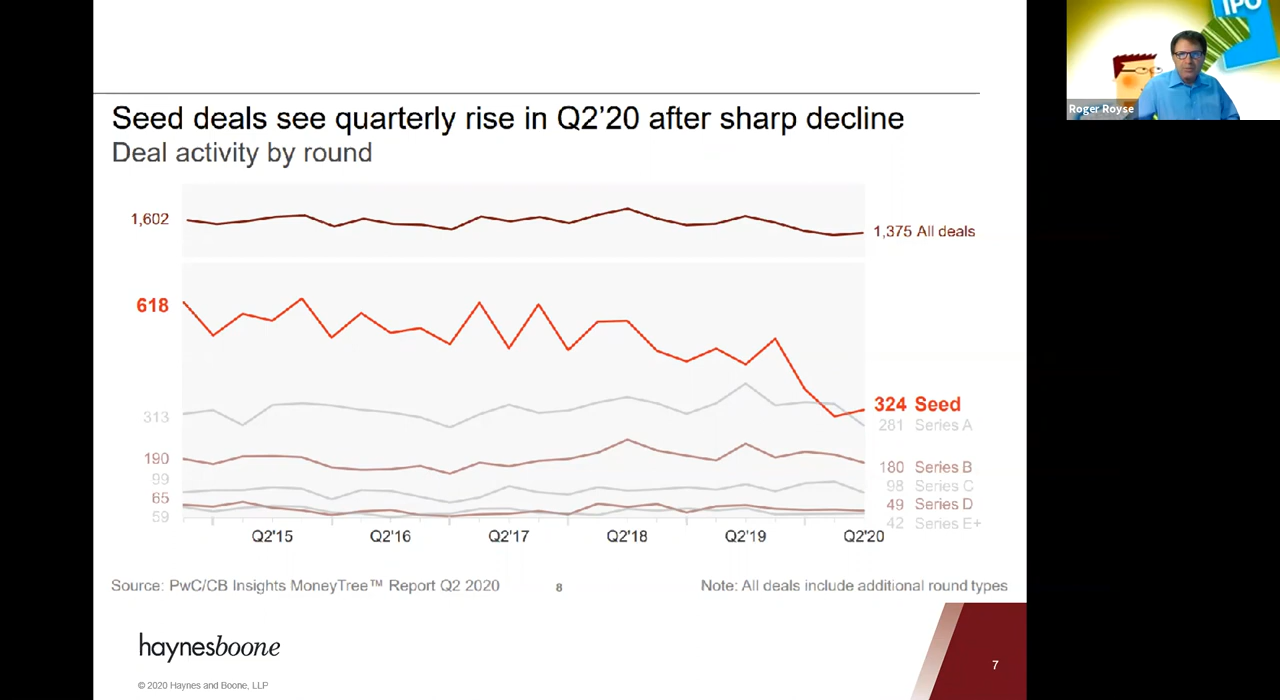 IPO
Roger Royse
Seed deals see quarterly rise in Q2’20 after sharp decline
Deal activity by round
1,602
1,375 All deals
618
313
324 Seed
281 Series A
190
180 Series B
99
98 Series C
65
49 Series D
59
42 Series E+
Q2'15 Q2'16 Q2'17 Q2'18 Q2'19 Q2'20
Source: PwC/CB Insights MoneyTree™ Report Q2 2020 8 Note: All deals include additional round types
haynesboone
7
© 2020 Haynes and Boone, LLP